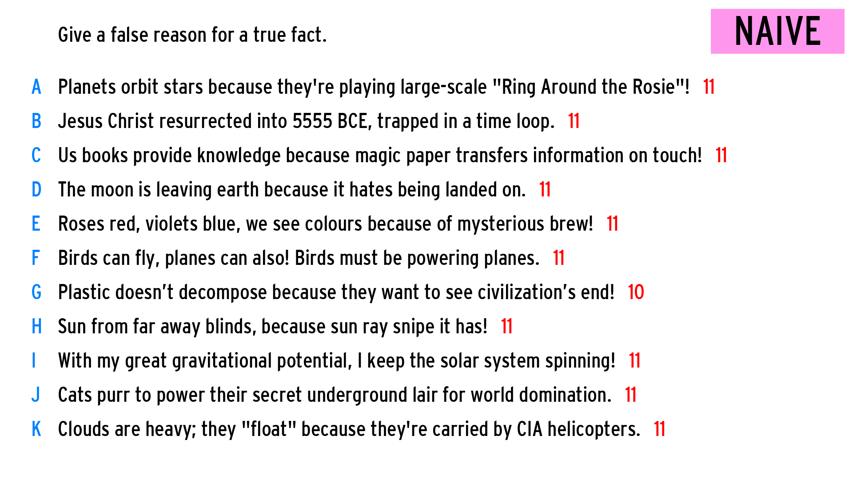 Give a false reason for a true fact.
NAIVE
A Planets orbit stars because they're playing large-scale "Ring Around the Rosie"! 11
B Jesus Christ resurrected into 5555 BCE, trapped in a time loop. 11
C Us books provide knowledge because magic paper transfers information on touch! 11
D The moon is leaving earth because it hates being landed on. 11
E Roses red, violets blue, we see colours because of mysterious brew! 11
F Birds can fly, planes can also! Birds must be powering planes. 11
G Plastic doesn't decompose because they want to see civilization's end! 10
H Sun from far away blinds, because sun ray snipe it has! 11
I With my great gravitational potential, I keep the solar system spinning! 11
J Cats purr to power their secret underground lair for world domination. 11
K Clouds are heavy; they "float" because they're carried by CIA helicopters. 11